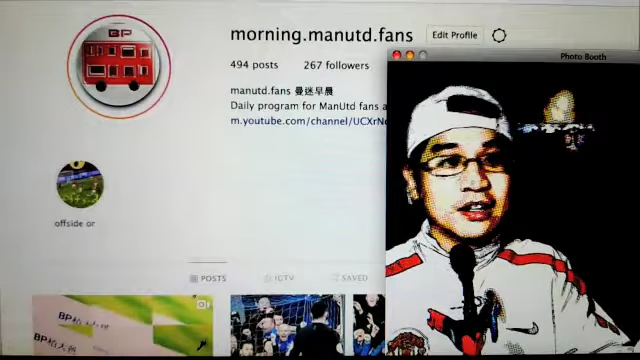 BP
morning.manutd.fans
Edit Profile
494 posts
267 followers
Photo Booth
manutd.fans 曼迷早晨
Daily program for ManUtd fans a
m.youtube.com/channel/UCXrN
offside or
POSTS
IGTV
SAVED